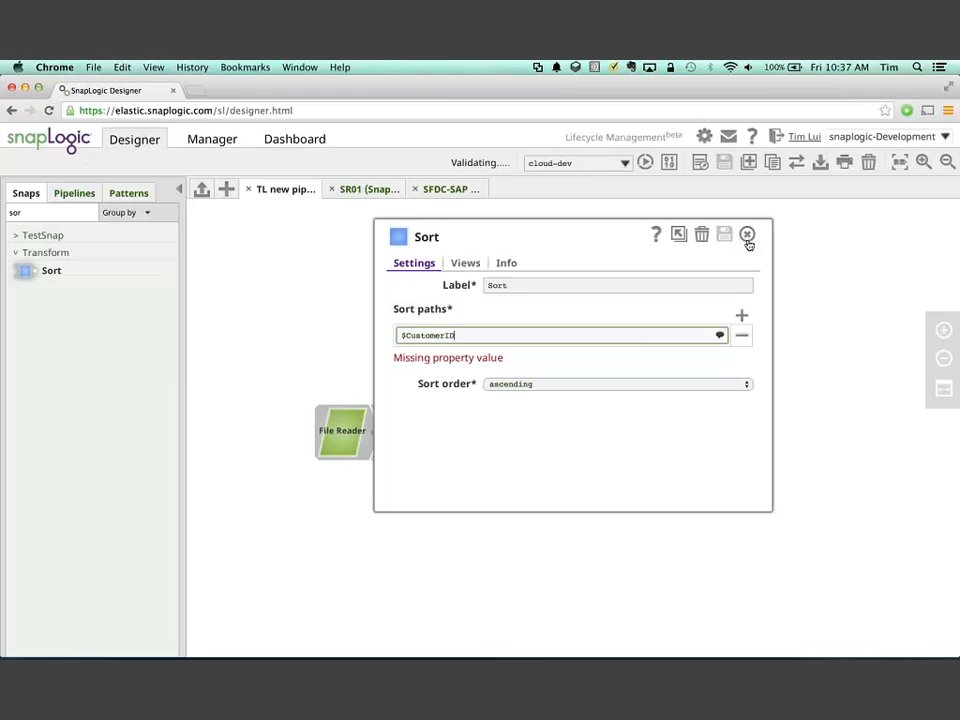 Chrome File Edit View History Bookmarks Window Help 100% Fri 10:37 AM Tim
SnapLogic Designer
https://elastic.snaplogic.com/sl/designer.html
snapLogic Designer Manager Dashboard Lifecycle Management beta Tim Lui snaplogic-Development
Validating..... cloud-dev
Snaps Pipelines Patterns TL new pip... SR01 (Snap... SFDC-SAP ...
sor Group by
TestSnap
Transform
Sort
Sort
Settings Views Info
Label* Sort
Sort paths*
$CustomerID
Missing property value
Sort order* ascending
File Reader